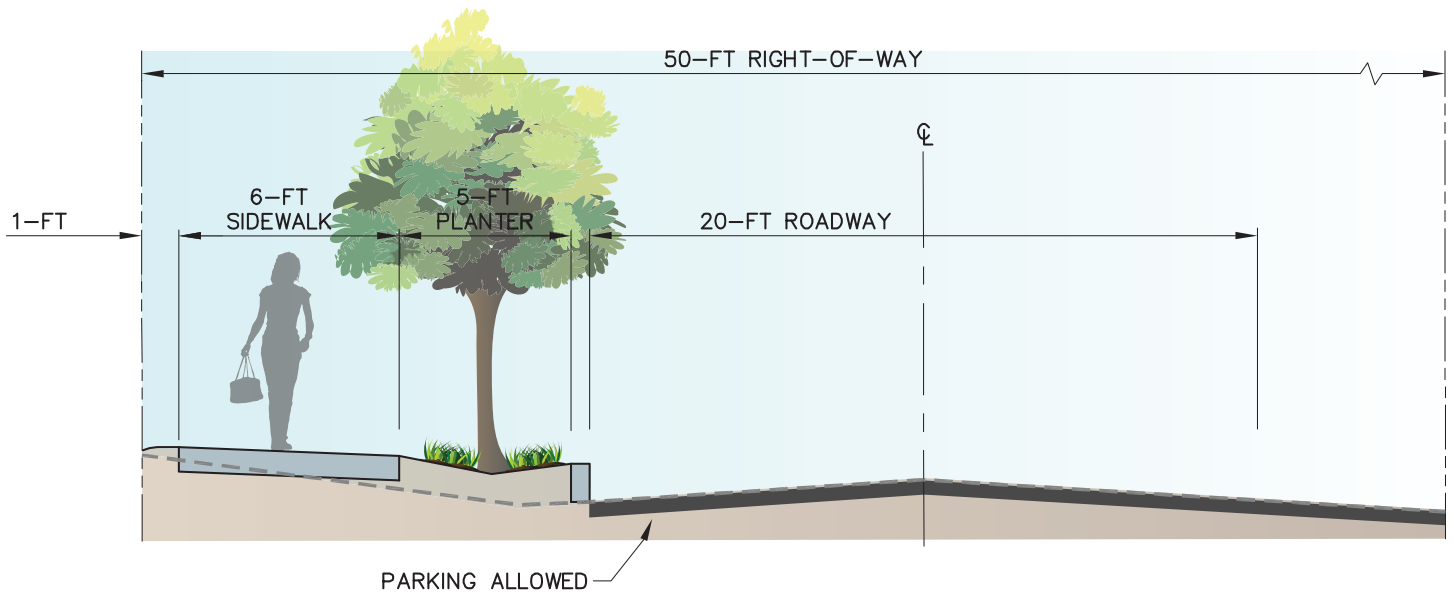 50-FT RIGHT-OF-WAY
℄
6-FT
SIDEWALK
5-FT
PLANTER
1-FT
20-FT ROADWAY
PARKING ALLOWED